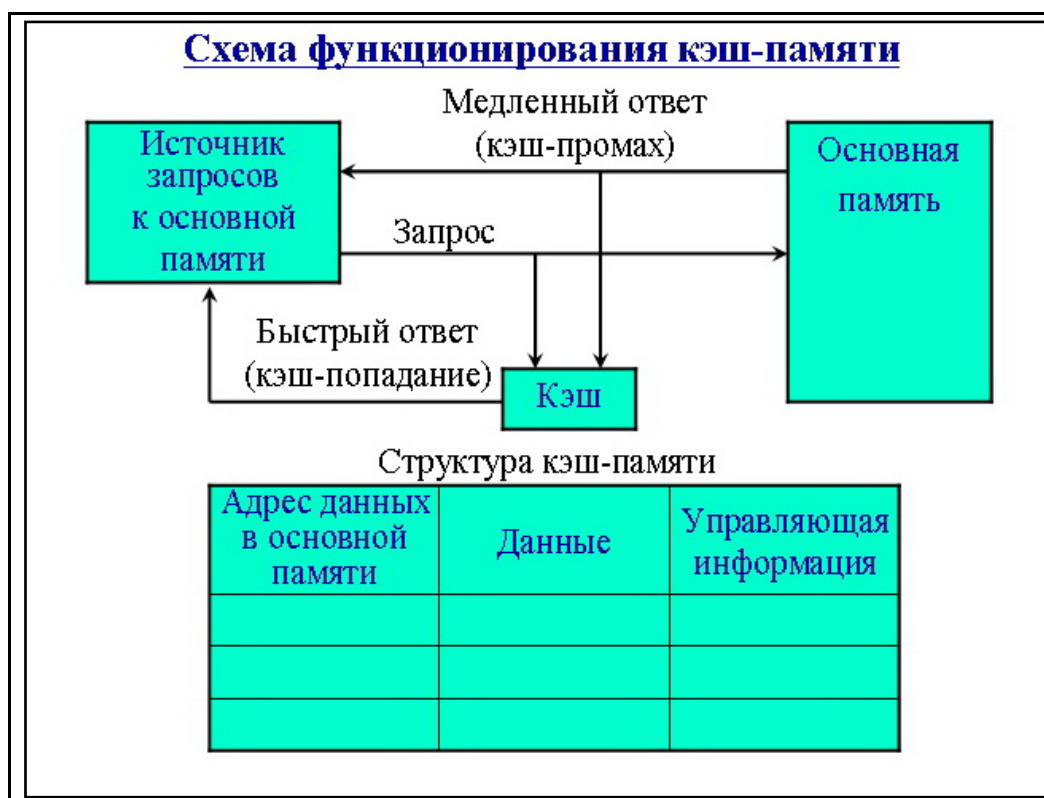 Схема функционирования кэш-памяти
Медленный ответ
(кэш-промах)
Источник
запросов
к основной
памяти
Основная
память
Запрос
Быстрый ответ
(кэш-попадание)
Кэш
Структура кэш-памяти
Адрес данных
в основной
памяти
Данные
Управляющая
информация